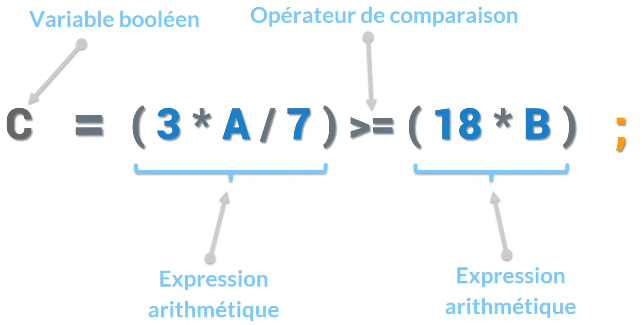 Variable booléen
Opérateur de comparaison
C = ( 3 * A / 7 ) >= ( 18 * B ) ;
Expression
arithmétique
Expression
arithmétique